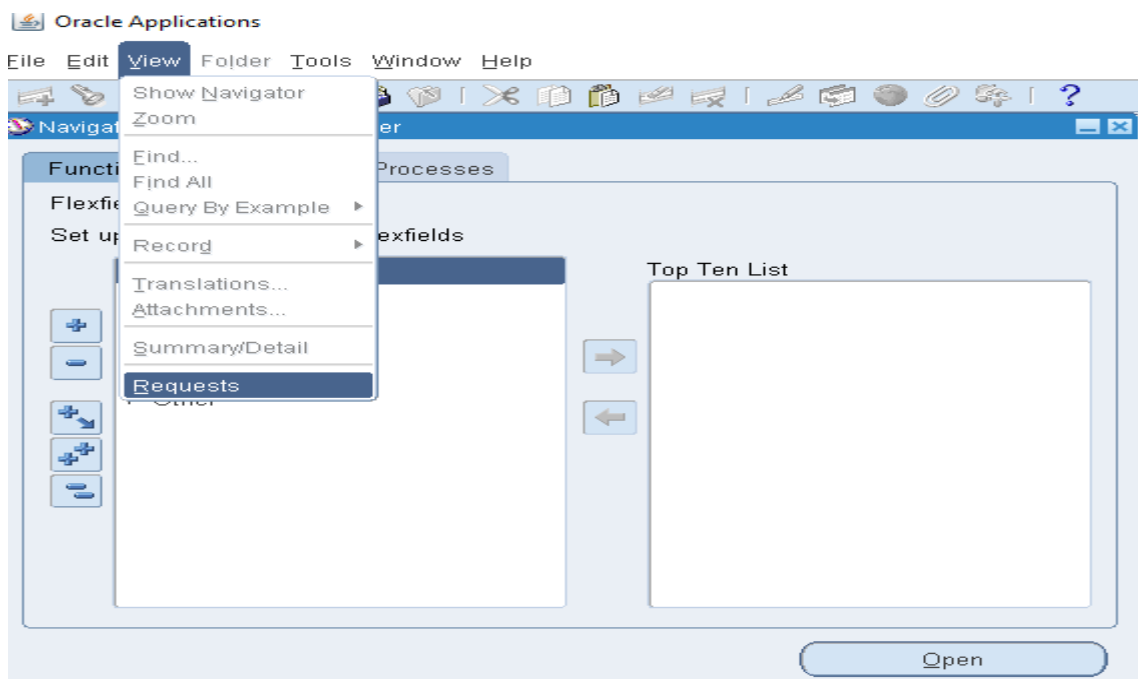 Oracle Applications
File Edit View Folder Tools Window Help
Show Navigator
Zoom
Find...
Find All
Query By Example
Record
Translations...
Attachments...
Summary/Detail
Requests
Navigat er
Functi Processes
Flexfie
Set up exfields
Top Ten List
Other
Open